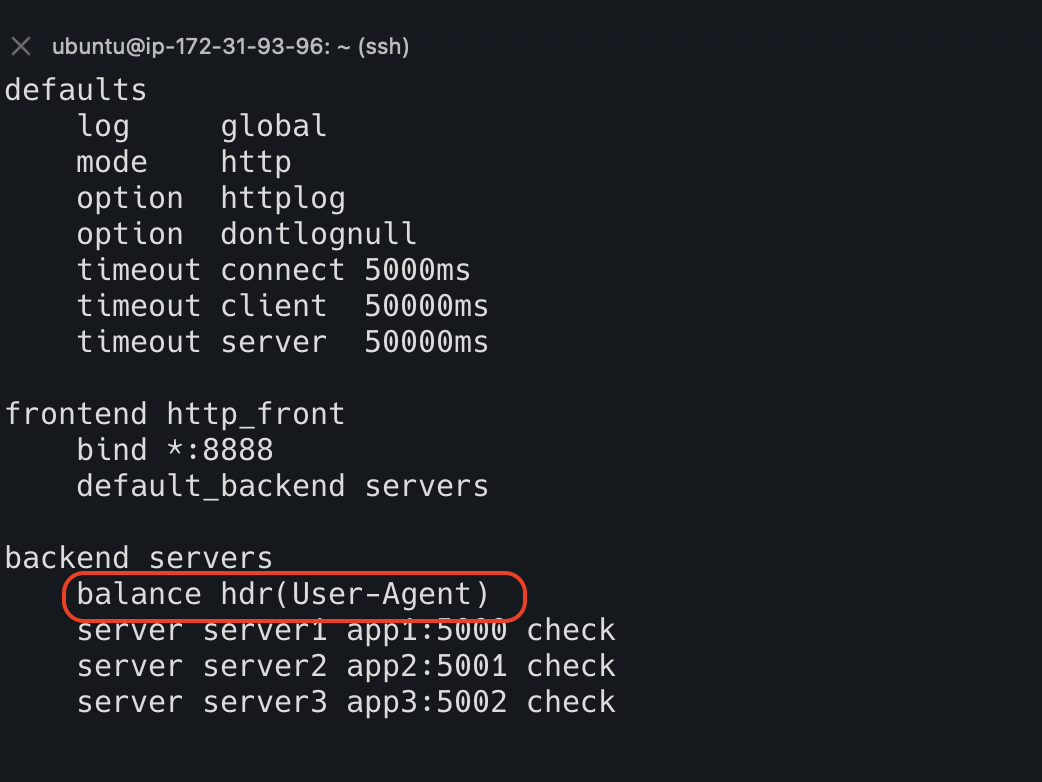 ubuntu@ip-172-31-93-96: ~ (ssh)
defaults
    log     global
    mode    http
    option  httplog
    option  dontlognull
    timeout connect 5000ms
    timeout client  50000ms
    timeout server  50000ms

frontend http_front
    bind *:8888
    default_backend servers

backend servers
    balance hdr(User-Agent)
    server server1 app1:5000 check
    server server2 app2:5001 check
    server server3 app3:5002 check